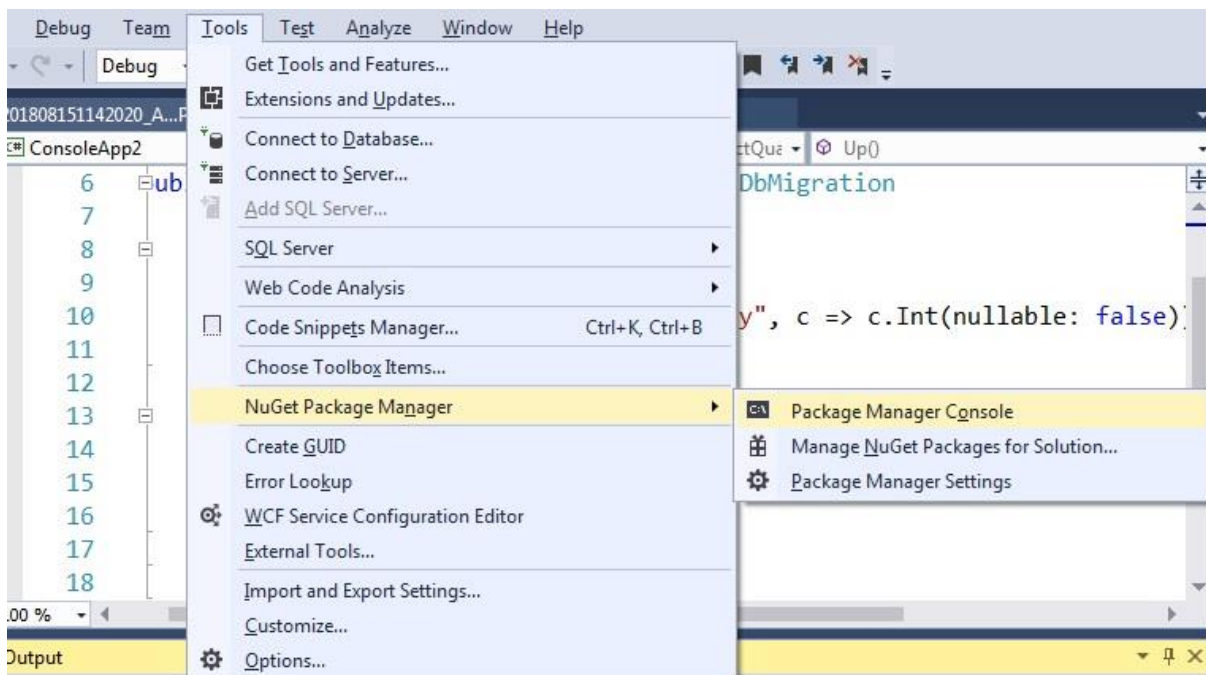 Debug Team Tools Test Analyze Window Help
Debug
Get Tools and Features...
Extensions and Updates...
201808151142020_A...P
Connect to Database...
C# ConsoleApp2
Up()
Connect to Server...
6 ub DbMigration
Add SQL Server...
7
8
SQL Server
9
Web Code Analysis
10 y", c => c.Int(nullable: false)
Code Snippets Manager... Ctrl+K, Ctrl+B
11
Choose Toolbox Items...
12
NuGet Package Manager
Package Manager Console
13
Create GUID
Manage NuGet Packages for Solution...
14
Error Lookup
Package Manager Settings
15
16
WCF Service Configuration Editor
17
External Tools...
18
Import and Export Settings...
.00 %
Customize...
Output
Options...